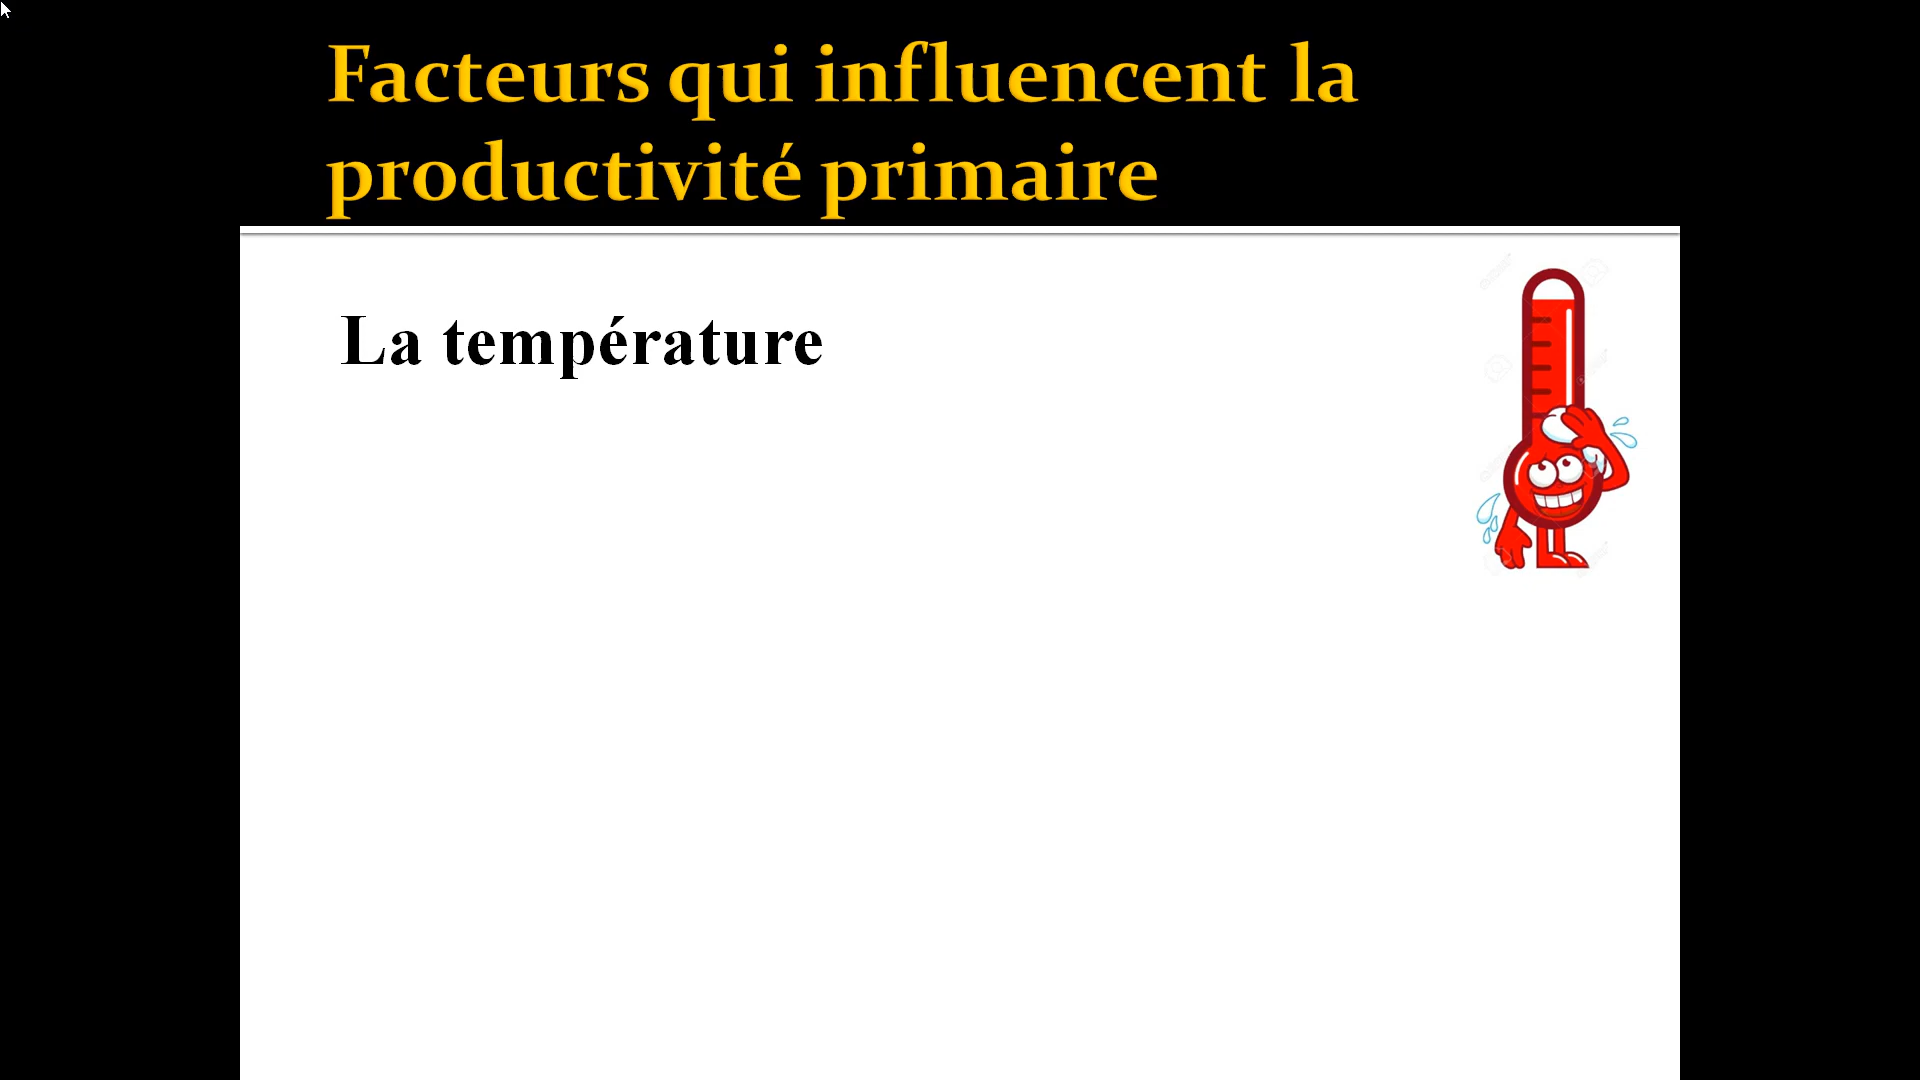 Facteurs qui influencent la
productivité primaire
La température